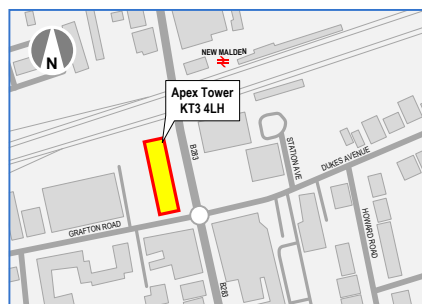 N
NEW MALDEN
Apex Tower
KT3 4LH
B283
STATION AVE
DUKES AVENUE
GRAFTON ROAD
HOWARD ROAD
B283